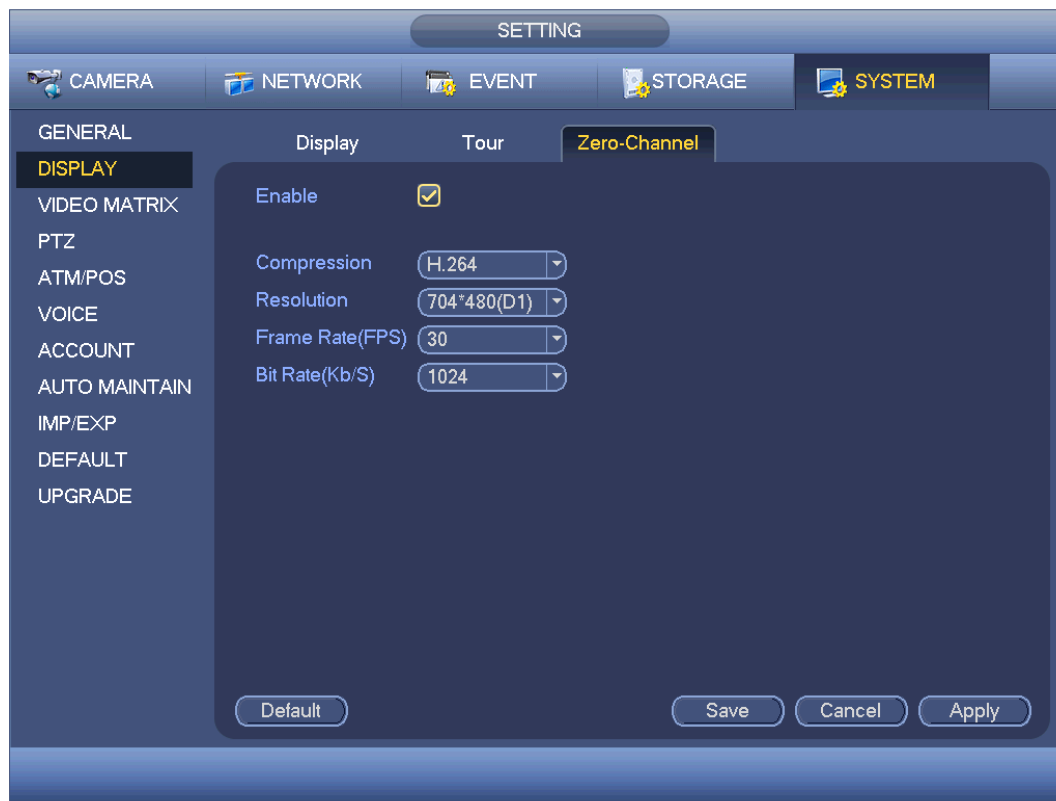 SETTING
CAMERA NETWORK EVENT STORAGE SYSTEM
GENERAL
DISPLAY
VIDEO MATRIX
PTZ
ATM/POS
VOICE
ACCOUNT
AUTO MAINTAIN
IMP/EXP
DEFAULT
UPGRADE
Display Tour Zero-Channel
Enable
Compression H.264
Resolution 704*480(D1)
Frame Rate(FPS) 30
Bit Rate(Kb/S) 1024
Default Save Cancel Apply